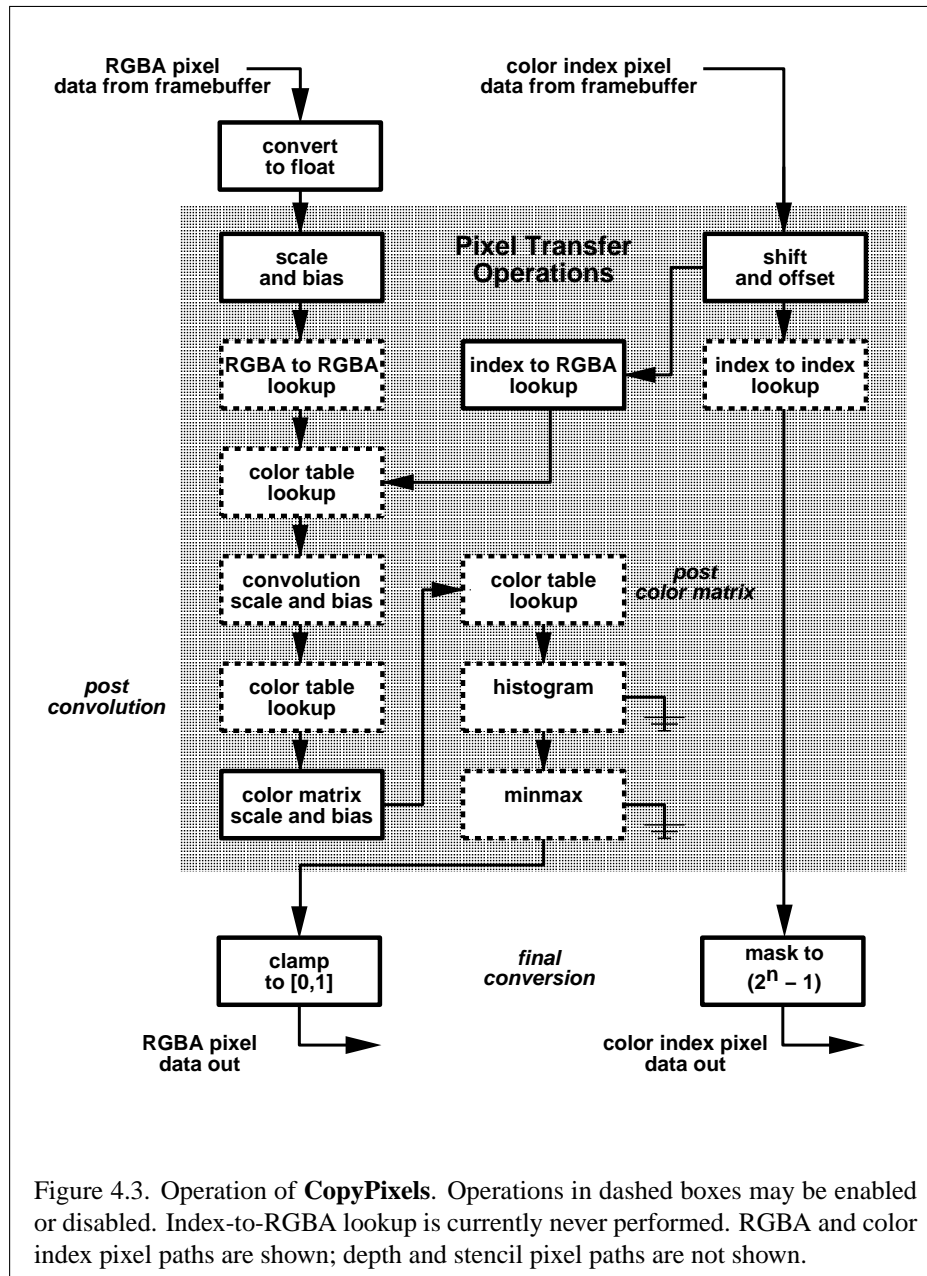 RGBA pixel
data from framebuffer
color index pixel
data from framebuffer
convert
to float
Pixel Transfer
Operations
scale
and bias
shift
and offset
RGBA to RGBA
lookup
index to RGBA
lookup
index to index
lookup
color table
lookup
convolution
scale and bias
color table
lookup
post
color matrix
post
convolution
color table
lookup
histogram
color matrix
scale and bias
minmax
clamp
to [0,1]
final
conversion
mask to
(2ⁿ – 1)
RGBA pixel
data out
color index pixel
data out
Figure 4.3. Operation of CopyPixels. Operations in dashed boxes may be enabled
or disabled. Index-to-RGBA lookup is currently never performed. RGBA and color
index pixel paths are shown; depth and stencil pixel paths are not shown.